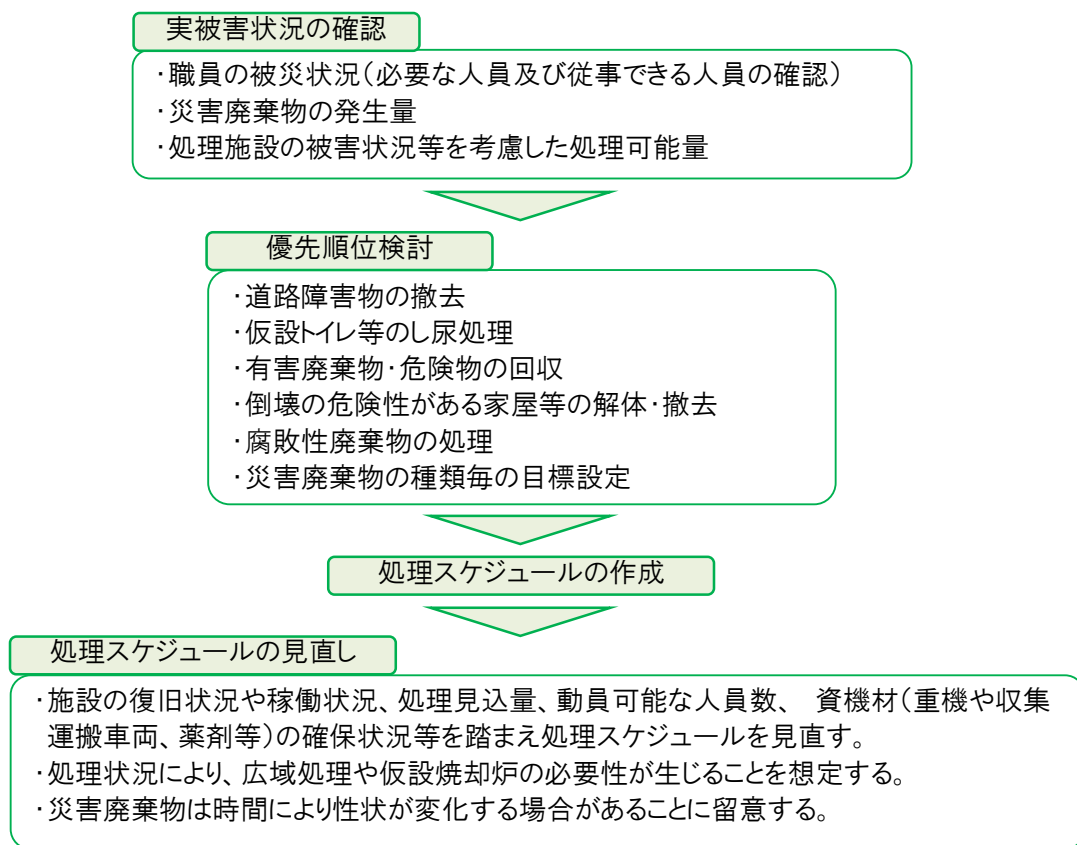 実被害状況の確認
・職員の被災状況（必要な人員及び従事できる人員の確認）
・災害廃棄物の発生量
・処理施設の被害状況等を考慮した処理可能量
優先順位検討
・道路障害物の撤去
・仮設トイレ等のし尿処理
・有害廃棄物・危険物の回収
・倒壊の危険性がある家屋等の解体・撤去
・腐敗性廃棄物の処理
・災害廃棄物の種類毎の目標設定
処理スケジュールの作成
処理スケジュールの見直し
・施設の復旧状況や稼働状況、処理見込量、動員可能な人員数、　資機材（重機や収集
運搬車両、薬剤等）の確保状況等を踏まえ処理スケジュールを見直す。
・処理状況により、広域処理や仮設焼却炉の必要性が生じることを想定する。
・災害廃棄物は時間により性状が変化する場合があることに留意する。